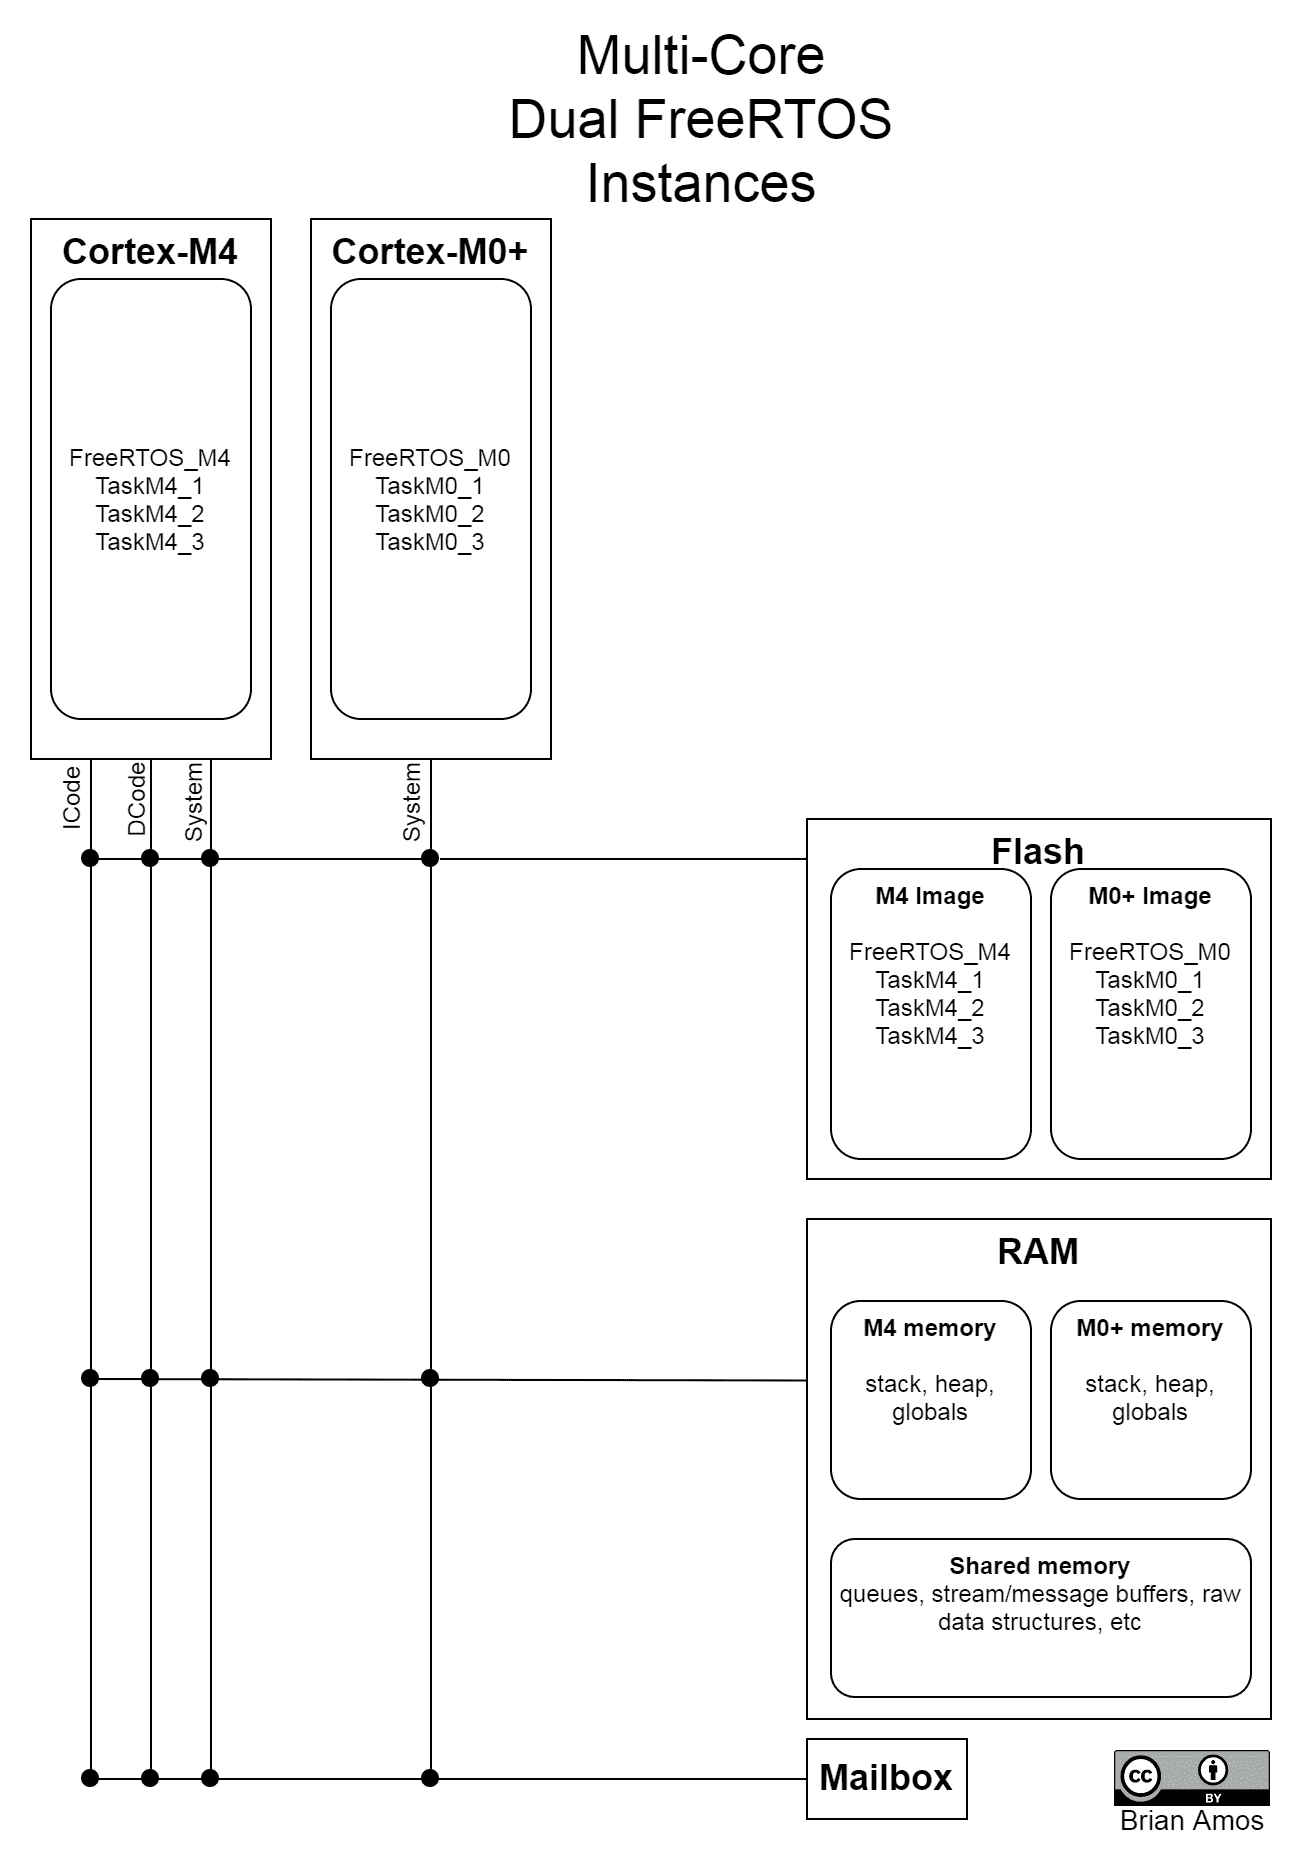 Multi-Core
Dual FreeRTOS
Instances
Cortex-M4
FreeRTOS_M4
TaskM4_1
TaskM4_2
TaskM4_3
Cortex-M0+
FreeRTOS_M0
TaskM0_1
TaskM0_2
TaskM0_3
ICode
DCode
System
System
Flash
M4 Image
FreeRTOS_M4
TaskM4_1
TaskM4_2
TaskM4_3
M0+ Image
FreeRTOS_M0
TaskM0_1
TaskM0_2
TaskM0_3
RAM
M4 memory
stack, heap,
globals
M0+ memory
stack, heap,
globals
Shared memory
queues, stream/message buffers, raw
data structures, etc
Mailbox
CC
BY
Brian Amos